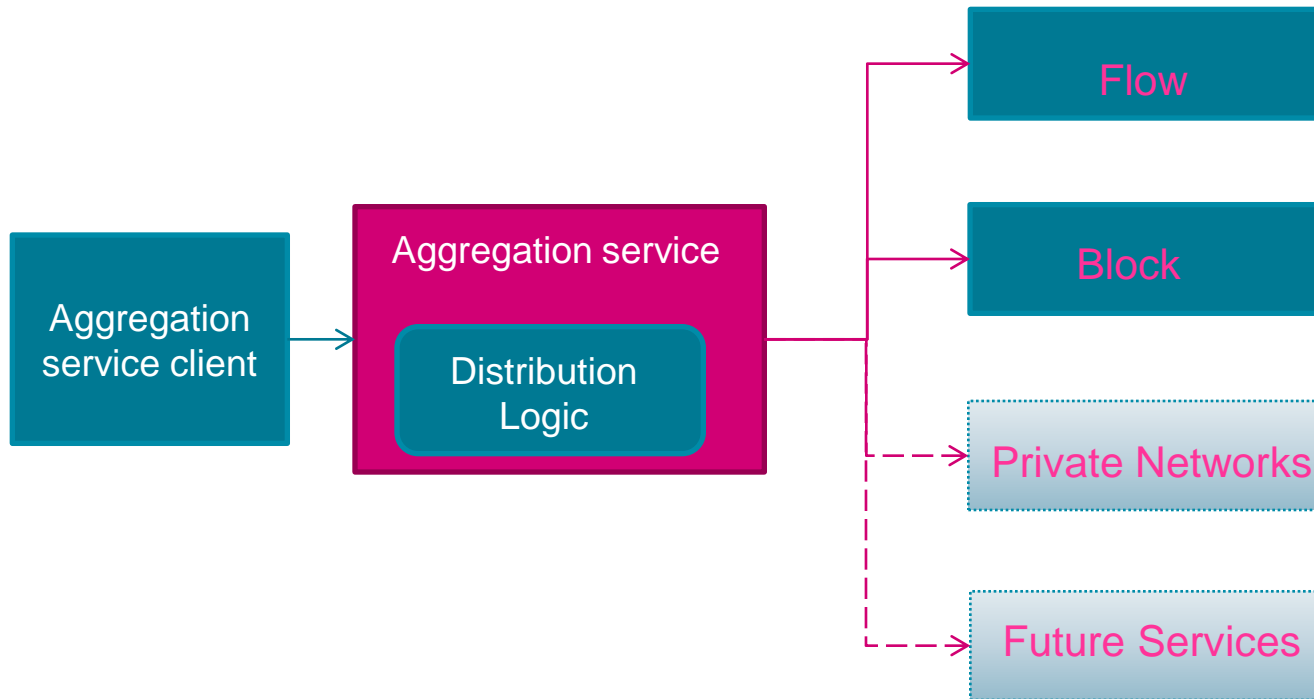 Flow
Aggregation service
Block
Aggregation
service client
Distribution
Logic
Private Networks
Future Services